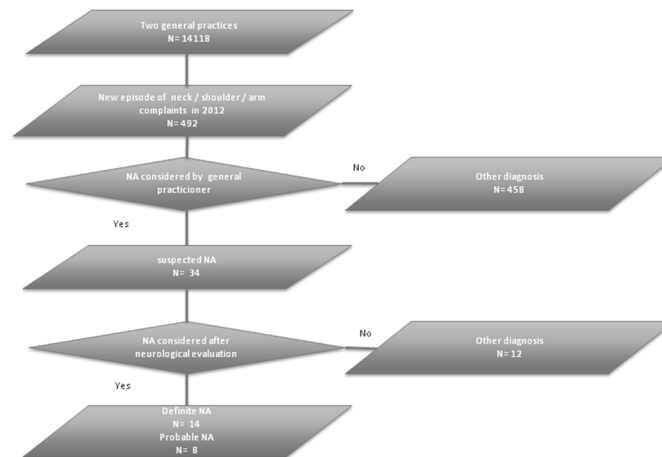 Two general practices
N= 14118
New episode of neck / shoulder / arm
complaints in 2012
N= 492
NA considered by general
practicioner
No
Other diagnosis
N= 458
Yes
suspected NA
N= 34
NA considered after
neurological evaluation
No
Other diagnosis
N= 12
Yes
Definite NA
N= 14
Probable NA
N= 8